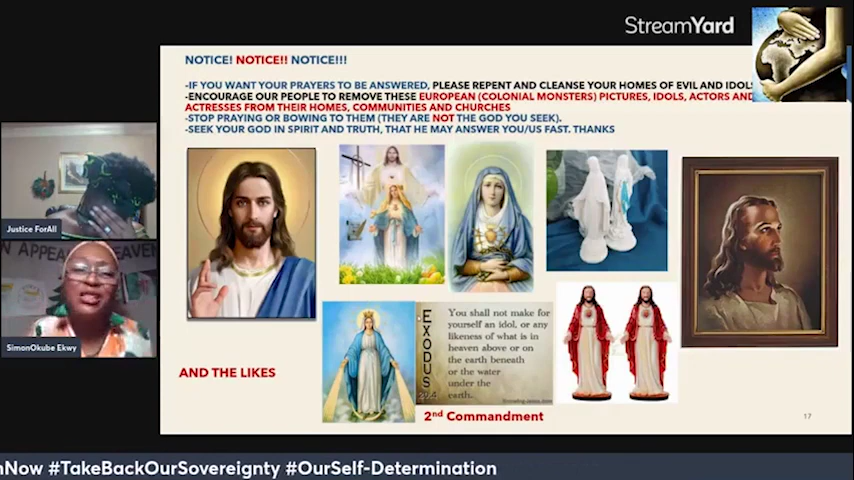 StreamYard
NOTICE! NOTICE!! NOTICE!!!
-IF YOU WANT YOUR PRAYERS TO BE ANSWERED, PLEASE REPENT AND CLEANSE YOUR HOMES OF EVIL AND IDOLS
-ENCOURAGE OUR PEOPLE TO REMOVE THESE EUROPEAN (COLONIAL MONSTERS) PICTURES, IDOLS, ACTORS AND
ACTRESSES FROM THEIR HOMES, COMMUNITIES AND CHURCHES
-STOP PRAYING OR BOWING TO THEM (THEY ARE NOT THE GOD YOU SEEK).
-SEEK YOUR GOD IN SPIRIT AND TRUTH, THAT HE MAY ANSWER YOU/US FAST. THANKS
Justice ForAll
N APPEA
EAVEN
SimonOkube Ekwy
EXODUS
20:4
You shall not make for
yourself an idol, or any
likeness of what is in
heaven above or on
the earth beneath
or the water
under the
earth.
AND THE LIKES
2nd Commandment
17
nNow #TakeBackOurSovereignty #OurSelf-Determination